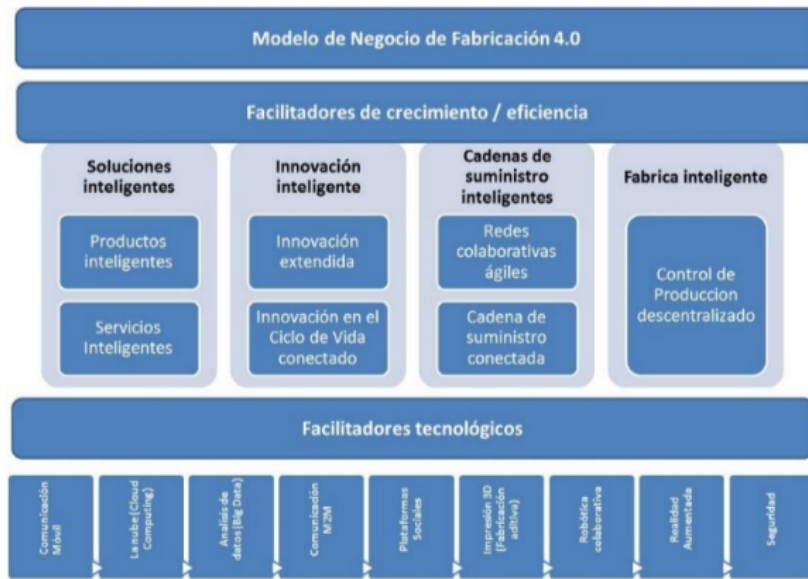 Modelo de Negocio de Fabricación 4.0
Facilitadores de crecimiento / eficiencia
Soluciones
inteligentes
Productos
inteligentes
Servicios
Inteligentes
Innovación
inteligente
Innovación
extendida
Innovación en el
Ciclo de Vida
conectado
Cadenas de
suministro
inteligentes
Redes
colaborativas
ágiles
Cadena de
suministro
conectada
Fabrica inteligente
Control de
Produccion
descentralizado
Facilitadores tecnológicos
Comunicación
Móvil
La nube (Cloud
Computing)
Analisis de
datos (Big Data)
Comunicación
M2M
Plataformas
Sociales
Impresión 3D
(Fabricación
aditiva)
Robótica
colaborativa
Realidad
Aumentada
Seguridad